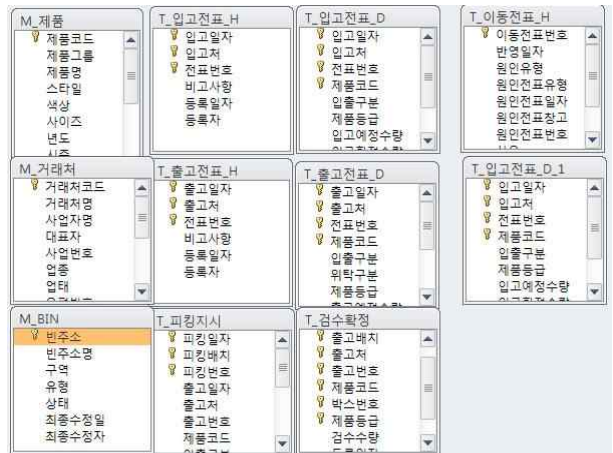 M_제품
제품코드
제품그룹
제품명
스타일
색상
사이즈
년도
T_입고전표_H
입고일자
입고처
전표번호
비고사항
등록일자
등록자
T_입고전표_D
입고일자
입고처
전표번호
제품코드
입출구분
제품등급
입고예정수량
T_이동전표_H
이동전표번호
반영일자
원인유형
원인전표유형
원인전표일자
원인전표창고
원인전표번호
M_거래처
거래처코드
거래처명
사업자명
대표자
사업번호
업종
업태
T_출고전표_H
출고일자
출고처
전표번호
비고사항
등록일자
등록자
T_출고전표_D
출고일자
출고처
전표번호
제품코드
입출구분
위탁구분
제품등급
T_입고전표_D_1
입고일자
입고처
전표번호
제품코드
입출구분
제품등급
입고예정수량
M_BIN
빈주소
빈주소명
구역
유형
상태
최종수정일
최종수정자
T_피킹지시
피킹일자
피킹배치
피킹번호
출고일자
출고처
출고번호
제품코드
T_검수확정
출고배치
출고처
출고번호
제품코드
박스번호
제품등급
검수수량